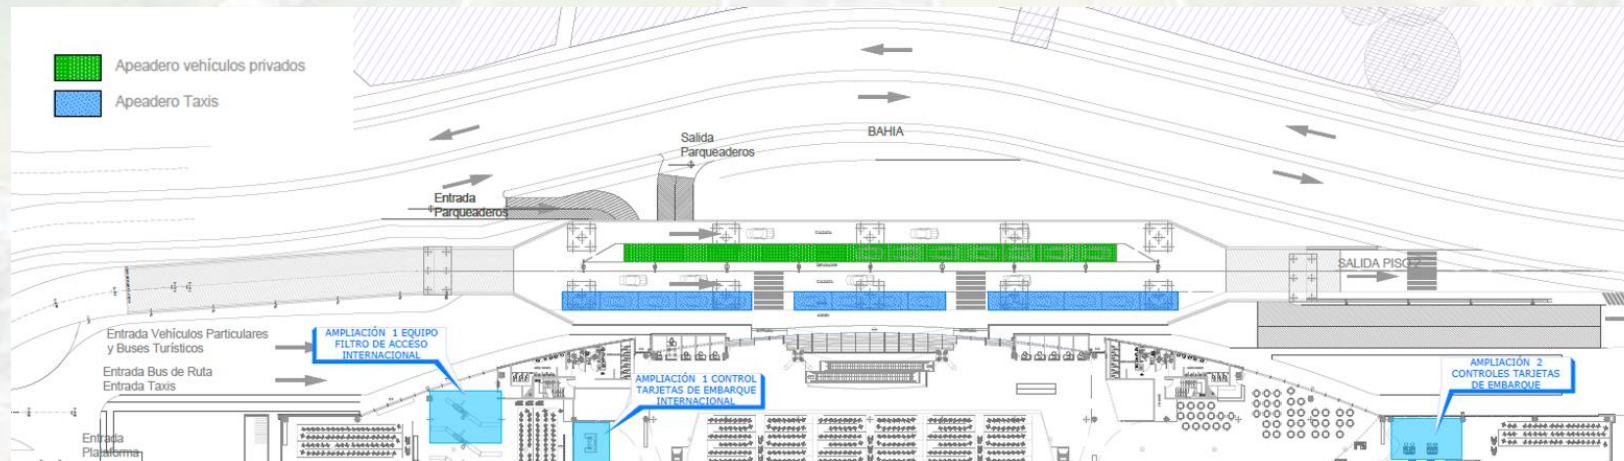 Apeadero vehículos privados
Apeadero Taxis
BAHIA
Salida
Parqueaderos
Entrada
Parqueaderos
SALIDA PISO 2
Entrada Vehículos Particulares
y Buses Turísticos
Entrada Bus de Ruta
Entrada Taxis
AMPLIACIÓN 1 EQUIPO
FILTRO DE ACCESO
INTERNACIONAL
AMPLIACIÓN 1 CONTROL
TARJETAS DE EMBARQUE
INTERNACIONAL
AMPLIACIÓN 2
CONTROLES TARJETAS
DE EMBARQUE
Entrada
Plataforma